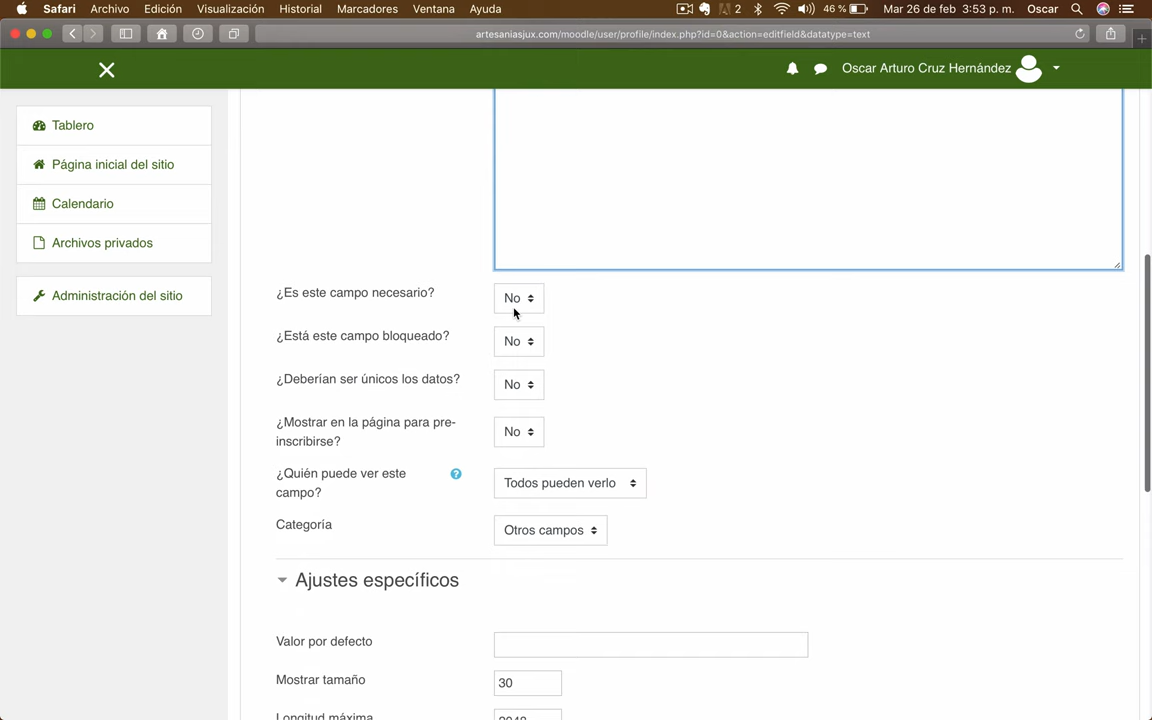 Safari Archivo Edición Visualización Historial Marcadores Ventana Ayuda 2 46 % Mar 26 de feb 3:53 p. m. Oscar
artesaniasjux.com/moodle/user/profile/index.php?id=0&action=editfield&datatype=text
Oscar Arturo Cruz Hernández
Tablero
Página inicial del sitio
Calendario
Archivos privados
Administración del sitio
¿Es este campo necesario? No
¿Está este campo bloqueado? No
¿Deberían ser únicos los datos? No
¿Mostrar en la página para pre-
inscribirse? No
¿Quién puede ver este
campo? Todos pueden verlo
Categoría Otros campos
Ajustes específicos
Valor por defecto
Mostrar tamaño 30
Longitud máxima 2048